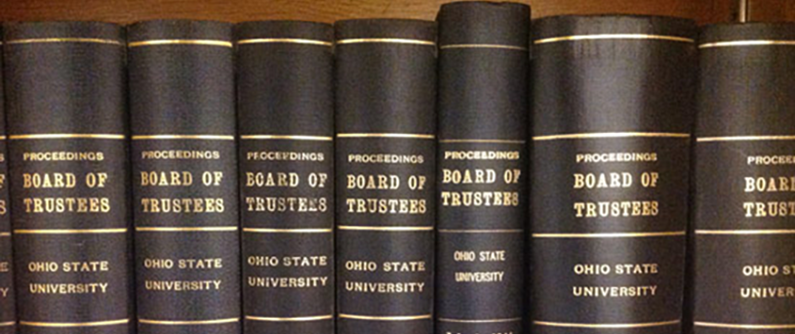 PROCEEDINGS
BOARD OF
TRUSTEES
OHIO STATE
UNIVERSITY
PROCEEDINGS
BOARD OF
TRUSTEES
OHIO STATE
UNIVERSITY
PROCEEDINGS
BOARD OF
TRUSTEES
OHIO STATE
UNIVERSITY
PROCEEDINGS
BOARD OF
TRUSTEES
OHIO STATE
UNIVERSITY
PROCEEDINGS
BOARD OF
TRUSTEES
OHIO STATE
UNIVERSITY
PROCEEDINGS
BOARD OF
TRUSTEES
OHIO STATE
UNIVERSITY
OHIO